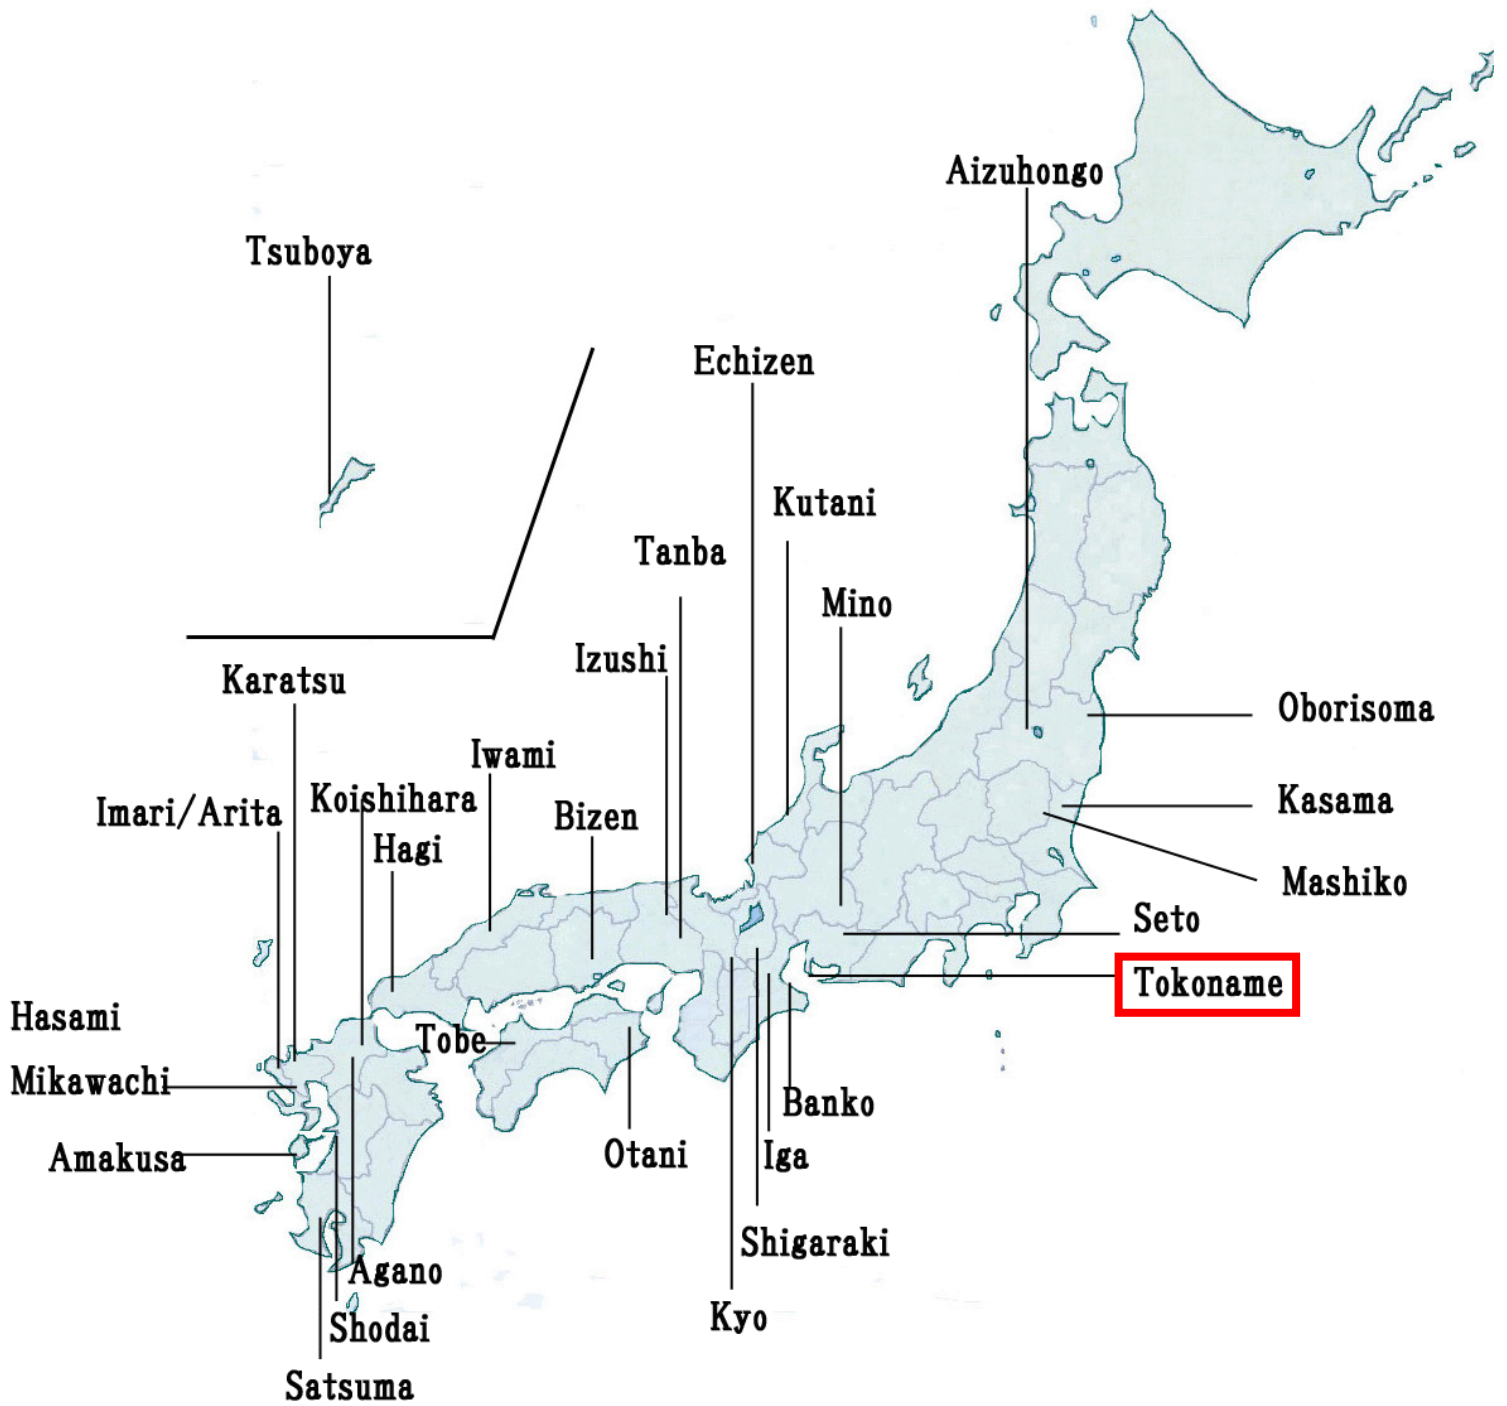 Aizuhongo
Tsuboya
Echizen
Kutani
Tanba
Mino
Izushi
Karatsu
Oborisoma
Iwami
Koishihara
Kasama
Imari/Arita
Bizen
Hagi
Mashiko
Seto
Tokoname
Hasami
Tobe
Mikawachi
Banko
Amakusa
Otani
Iga
Shigaraki
Agano
Kyo
Shodai
Satsuma